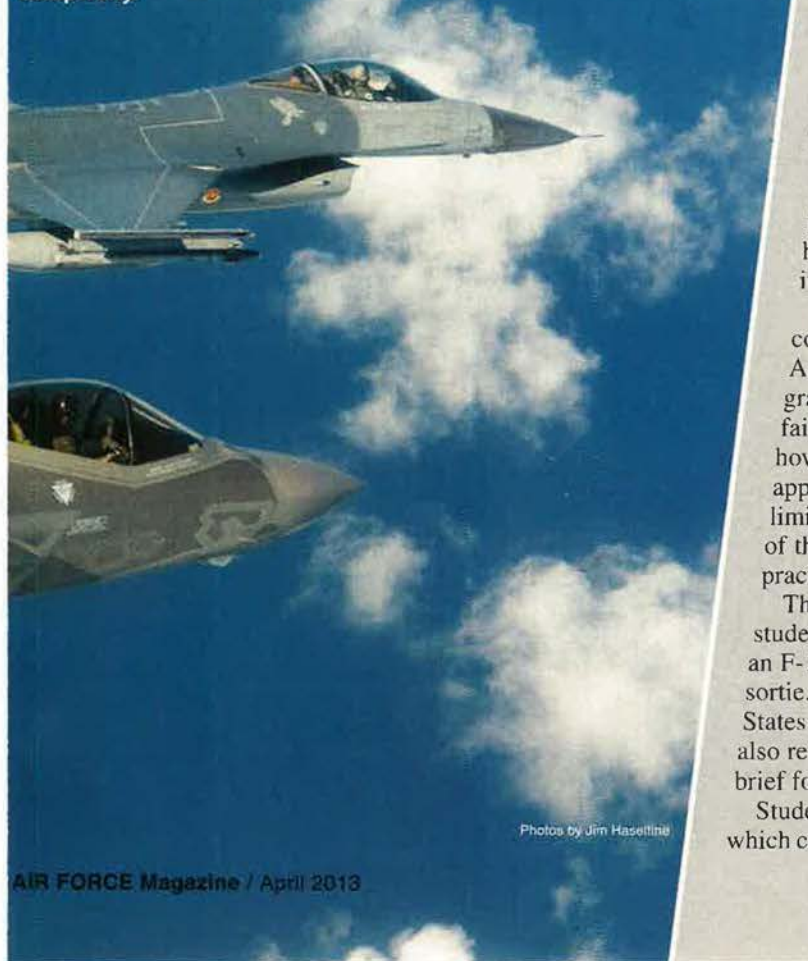 h
i
co
A
gra
fai
how
app
limi
of th
prac
Th
stude
an F-
sortie.
States
also re
brief fo
Stude
which c
Photos by Jim Haseltine
AIR FORCE Magazine / April 2013